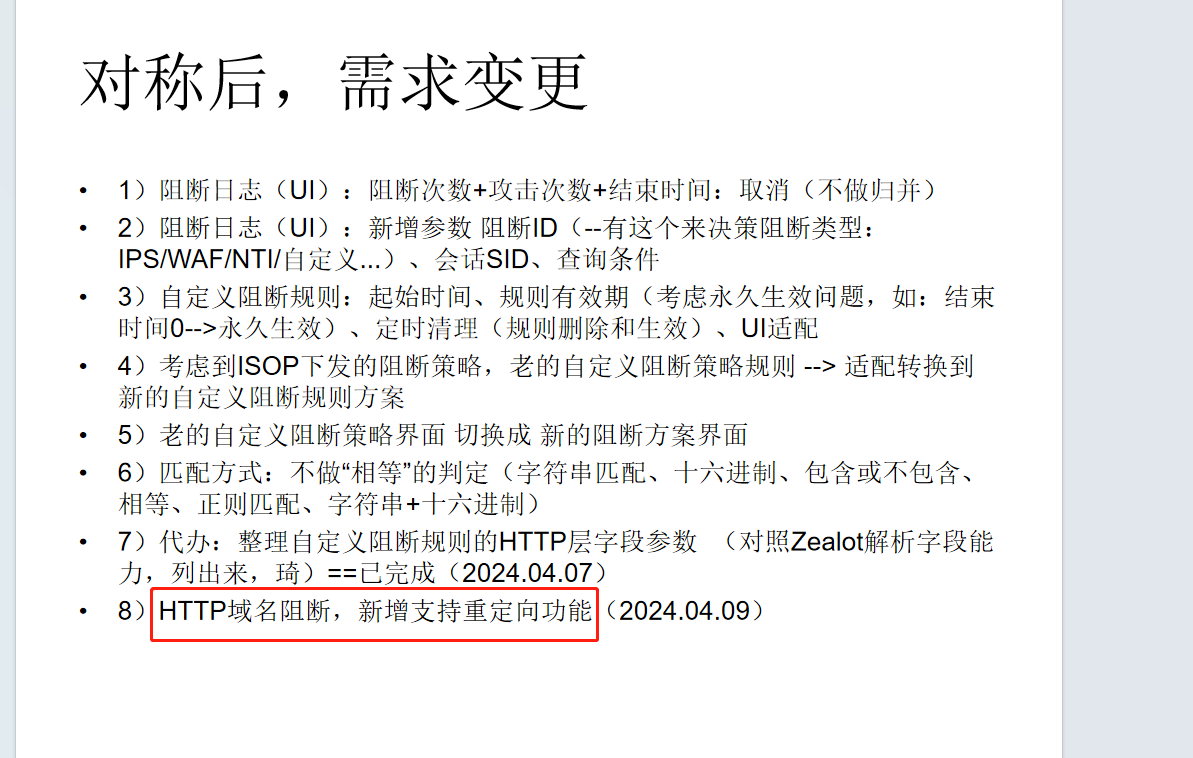 对称后，需求变更
• 1）阻断日志（UI）：阻断次数+攻击次数+结束时间：取消（不做归并）
• 2）阻断日志（UI）：新增参数 阻断ID（--有这个来决策阻断类型：
IPS/WAF/NTI/自定义...）、会话SID、查询条件
• 3）自定义阻断规则：起始时间、规则有效期（考虑永久生效问题，如：结束
时间0-->永久生效）、定时清理（规则删除和生效）、UI适配
• 4）考虑到ISOP下发的阻断策略，老的自定义阻断策略规则 --> 适配转换到
新的自定义阻断规则方案
• 5）老的自定义阻断策略界面 切换成 新的阻断方案界面
• 6）匹配方式：不做“相等”的判定（字符串匹配、十六进制、包含或不包含、
相等、正则匹配、字符串+十六进制）
• 7）代办：整理自定义阻断规则的HTTP层字段参数 （对照Zealot解析字段能
力，列出来，琦）==已完成（2024.04.07）
• 8）HTTP域名阻断，新增支持重定向功能（2024.04.09）